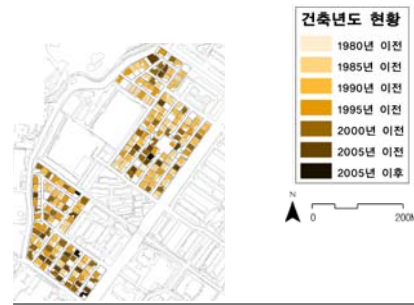 건축년도 현황
1980년 이전
1985년 이전
1990년 이전
1995년 이전
2000년 이전
2005년 이전
2005년 이후
N
0 200M